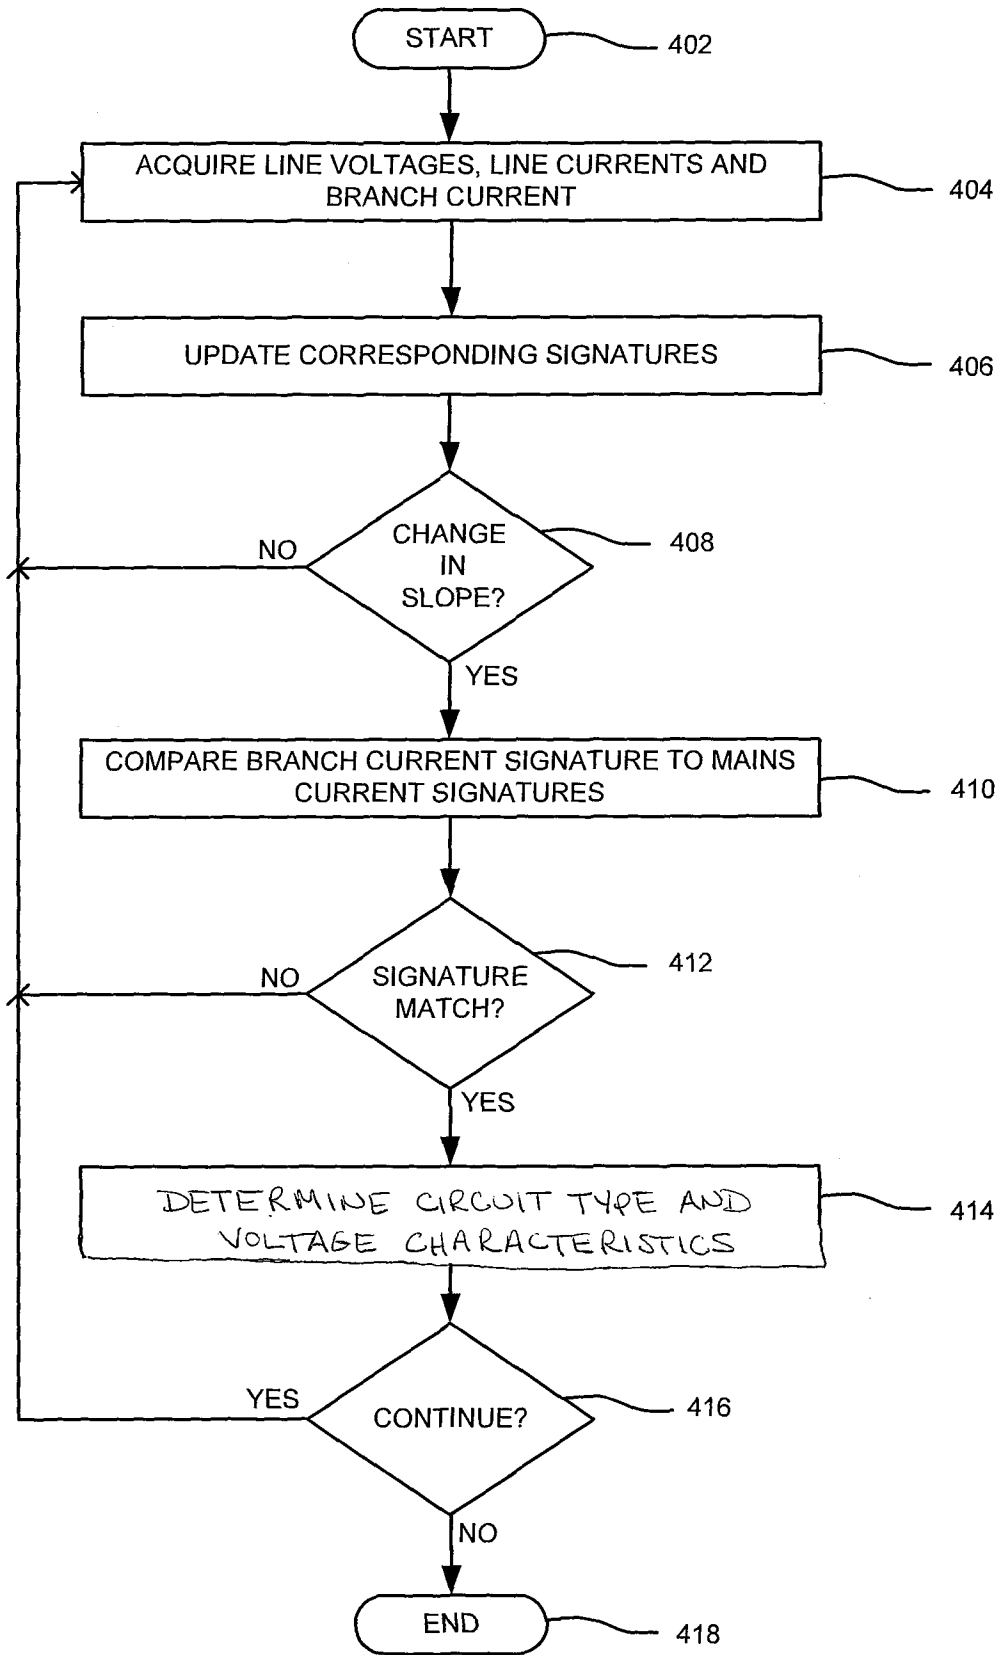 START
402
ACQUIRE LINE VOLTAGES, LINE CURRENTS AND
BRANCH CURRENT
404
UPDATE CORRESPONDING SIGNATURES
406
CHANGE
IN
SLOPE?
408
NO
YES
COMPARE BRANCH CURRENT SIGNATURE TO MAINS
CURRENT SIGNATURES
410
SIGNATURE
MATCH?
412
NO
YES
DETERMINE CIRCUIT TYPE AND
VOLTAGE CHARACTERISTICS
414
CONTINUE?
416
YES
NO
END
418